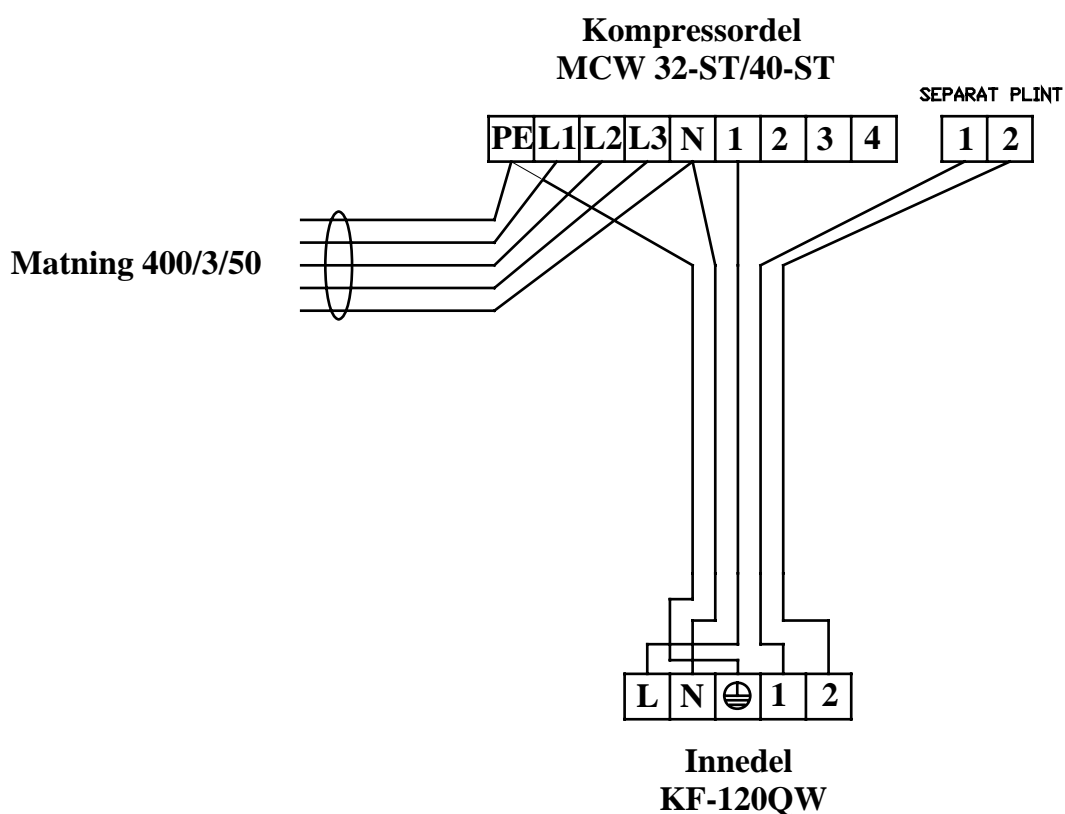 Kompressordel
MCW 32-ST/40-ST
SEPARAT PLINT
PE L1 L2 L3 N 1 2 3 4
1 2
Matning 400/3/50
L N 1 2
Innedel
KF-120QW